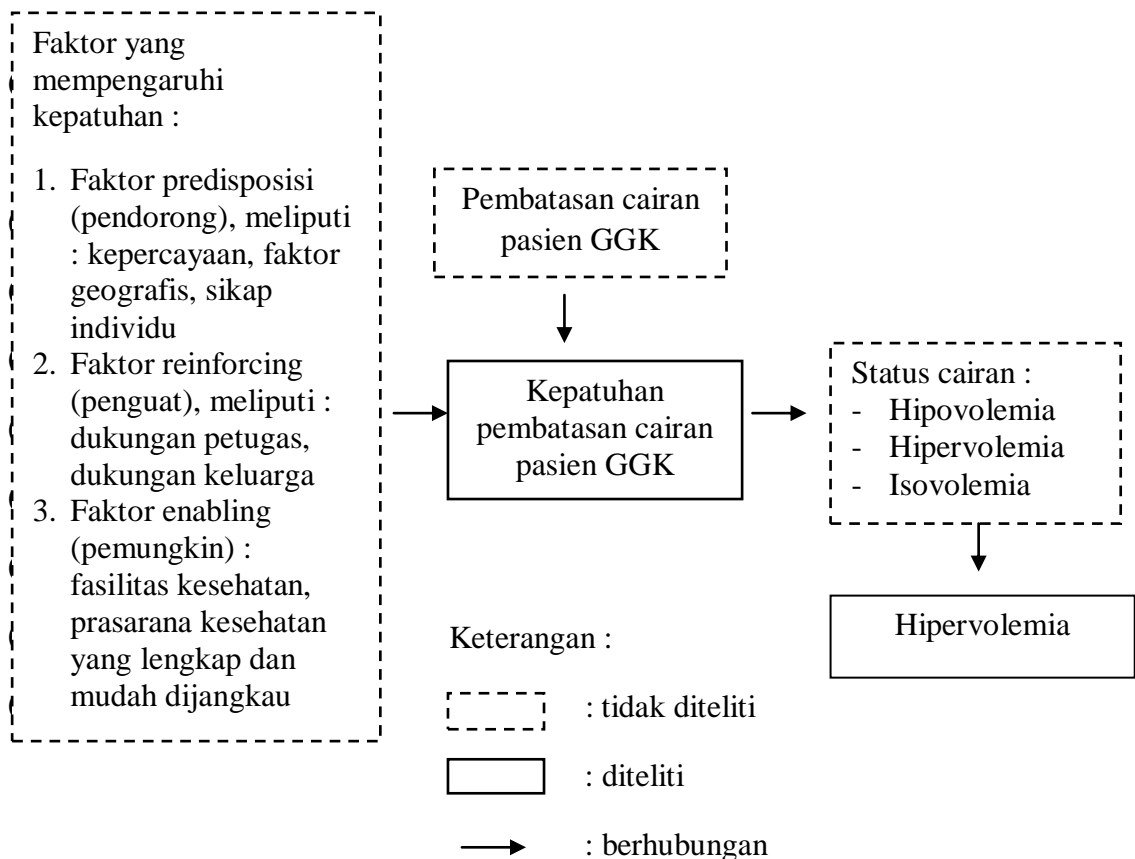 Faktor yang
mempengaruhi
kepatuhan :
1. Faktor predisposisi
(pendorong), meliputi
: kepercayaan, faktor
geografis, sikap
individu
2. Faktor reinforcing
(penguat), meliputi :
dukungan petugas,
dukungan keluarga
3. Faktor enabling
(pemungkin) :
fasilitas kesehatan,
prasarana kesehatan
yang lengkap dan
mudah dijangkau
Pembatasan cairan
pasien GGK
Kepatuhan
pembatasan cairan
pasien GGK
Status cairan :
- Hipovolemia
- Hipervolemia
- Isovolemia
Hipervolemia
Keterangan :
: tidak diteliti
: diteliti
: berhubungan